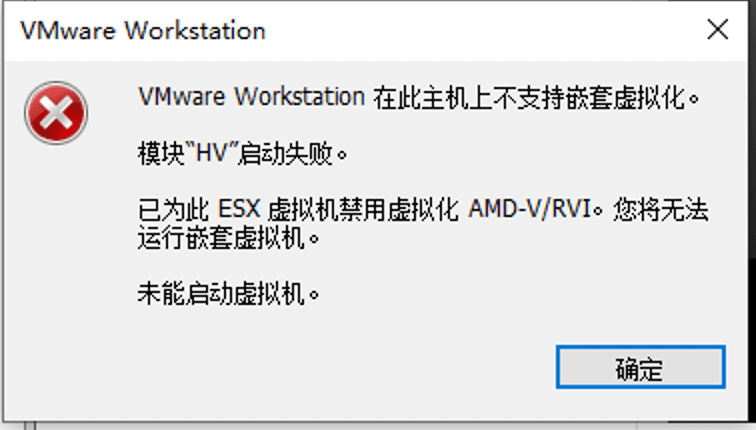 VMware Workstation
VMware Workstation 在此主机上不支持嵌套虚拟化。
模块“HV”启动失败。
已为此 ESX 虚拟机禁用虚拟化 AMD-V/RVI。您将无法
运行嵌套虚拟机。
未能启动虚拟机。
确定